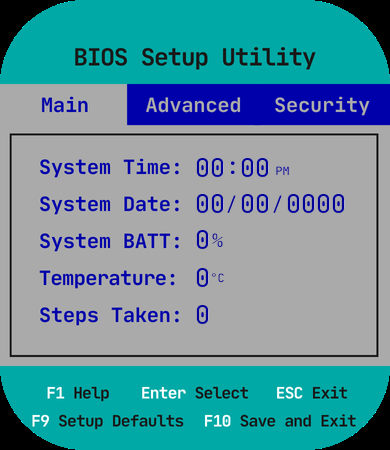 BIOS Setup Utility
Main Advanced Security
System Time: 00:00 PM
System Date: 00/00/0000
System BATT: 0%
Temperature: 0°C
Steps Taken: 0
F1 Help Enter Select ESC Exit
F9 Setup Defaults F10 Save and Exit